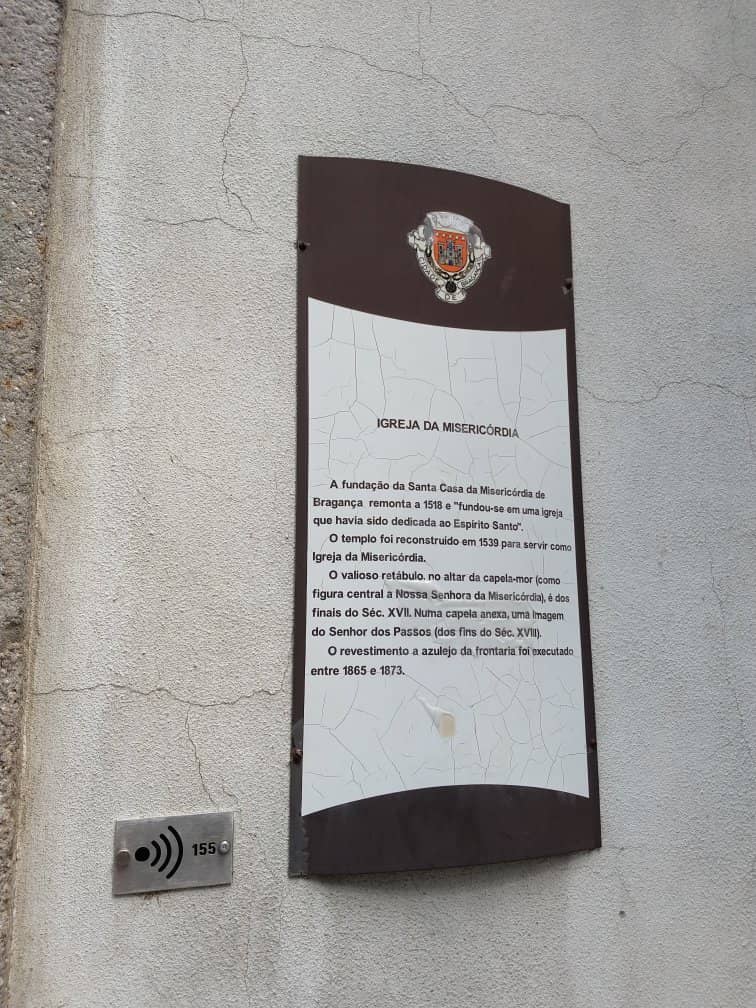 CIDADE DE BRAGANÇA
IGREJA DA MISERICÓRDIA
A fundação da Santa Casa da Misericórdia de
Bragança remonta a 1518 e "fundou-se em uma igreja
que havia sido dedicada ao Espírito Santo".
O templo foi reconstruído em 1539 para servir como
Igreja da Misericórdia.
O valioso retábulo, no altar da capela-mor (como
figura central a Nossa Senhora da Misericórdia), é dos
finais do Séc. XVII. Numa capela anexa, uma imagem
do Senhor dos Passos (dos fins do Séc. XVIII).
O revestimento a azulejo da frontaria foi executado
entre 1865 e 1873.
155